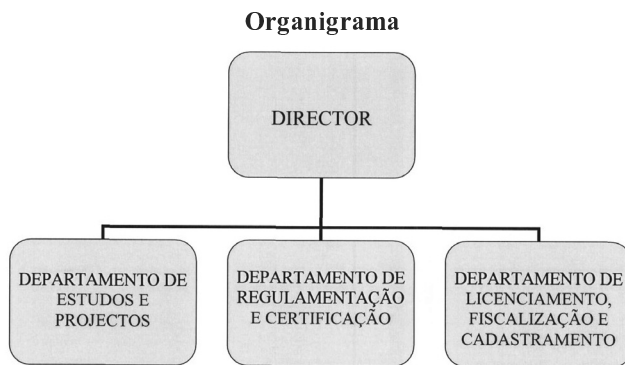 Organigrama
DIRECTOR
DEPARTAMENTO DE
ESTUDOS E
PROJECTOS
DEPARTAMENTO DE
REGULAMENTAÇÃO
E CERTIFICAÇÃO
DEPARTAMENTO DE
LICENCIAMENTO,
FISCALIZAÇÃO E
CADASTRAMENTO